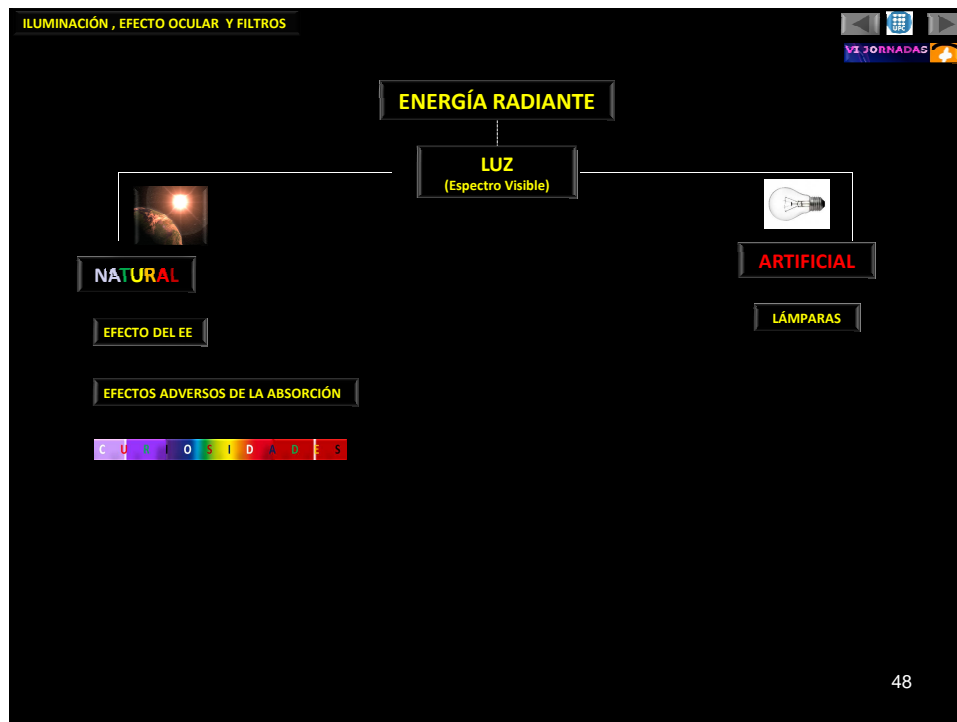 ILUMINACIÓN , EFECTO OCULAR Y FILTROS
UPC
VI JORNADAS
ENERGÍA RADIANTE
LUZ
(Espectro Visible)
NATURAL
ARTIFICIAL
EFECTO DEL EE
LÁMPARAS
EFECTOS ADVERSOS DE LA ABSORCIÓN
C U R I O S I D A D E S
48